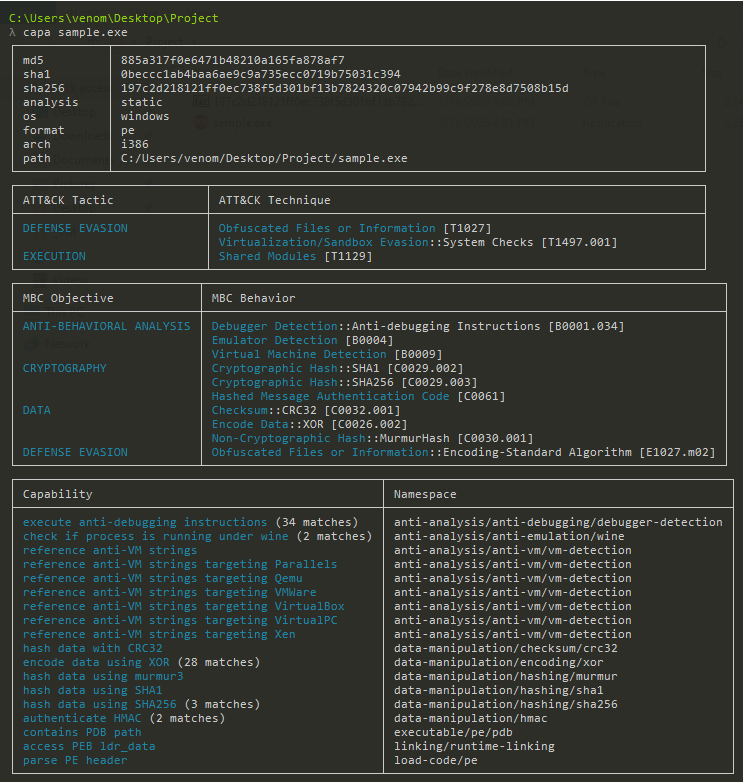 C:\Users\venom\Desktop\Project
λ capa sample.exe
md5 885a317f0e6471b48210a165fa878af7
sha1 0beccc1ab4baa6ae9c9a735ecc0719b75031c394
sha256 197c2d218121ff0ec738f5d301bf13b7824320c07942b99c9f278e8d7508b15d
analysis static
os windows
format pe
arch i386
path C:/Users/venom/Desktop/Project/sample.exe
ATT&CK Tactic ATT&CK Technique
DEFENSE EVASION Obfuscated Files or Information [T1027]
Virtualization/Sandbox Evasion::System Checks [T1497.001]
EXECUTION Shared Modules [T1129]
MBC Objective MBC Behavior
ANTI-BEHAVIORAL ANALYSIS Debugger Detection::Anti-debugging Instructions [B0001.034]
Emulator Detection [B0004]
Virtual Machine Detection [B0009]
CRYPTOGRAPHY Cryptographic Hash::SHA1 [C0029.002]
Cryptographic Hash::SHA256 [C0029.003]
Hashed Message Authentication Code [C0061]
DATA Checksum::CRC32 [C0032.001]
Encode Data::XOR [C0026.002]
Non-Cryptographic Hash::MurmurHash [C0030.001]
DEFENSE EVASION Obfuscated Files or Information::Encoding-Standard Algorithm [E1027.m02]
Capability Namespace
execute anti-debugging instructions (34 matches) anti-analysis/anti-debugging/debugger-detection
check if process is running under wine (2 matches) anti-analysis/anti-emulation/wine
reference anti-VM strings anti-analysis/anti-vm/vm-detection
reference anti-VM strings targeting Parallels anti-analysis/anti-vm/vm-detection
reference anti-VM strings targeting Qemu anti-analysis/anti-vm/vm-detection
reference anti-VM strings targeting VMWare anti-analysis/anti-vm/vm-detection
reference anti-VM strings targeting VirtualBox anti-analysis/anti-vm/vm-detection
reference anti-VM strings targeting VirtualPC anti-analysis/anti-vm/vm-detection
reference anti-VM strings targeting Xen anti-analysis/anti-vm/vm-detection
hash data with CRC32 data-manipulation/checksum/crc32
encode data using XOR (28 matches) data-manipulation/encoding/xor
hash data using murmur3 data-manipulation/hashing/murmur
hash data using SHA1 data-manipulation/hashing/sha1
hash data using SHA256 (3 matches) data-manipulation/hashing/sha256
authenticate HMAC (2 matches) data-manipulation/hmac
contains PDB path executable/pe/pdb
access PEB ldr_data linking/runtime-linking
parse PE header load-code/pe